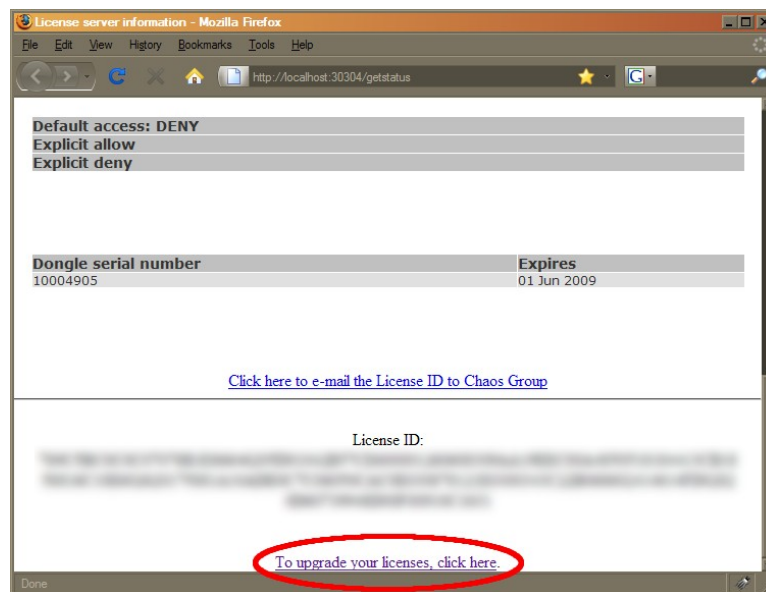 License server information - Mozilla Firefox
File Edit View History Bookmarks Tools Help
http://localhost:30304/getstatus
Default access: DENY
Explicit allow
Explicit deny
Dongle serial number Expires
10004905 01 Jun 2009
Click here to e-mail the License ID to Chaos Group
License ID:
To upgrade your licenses, click here.
Done